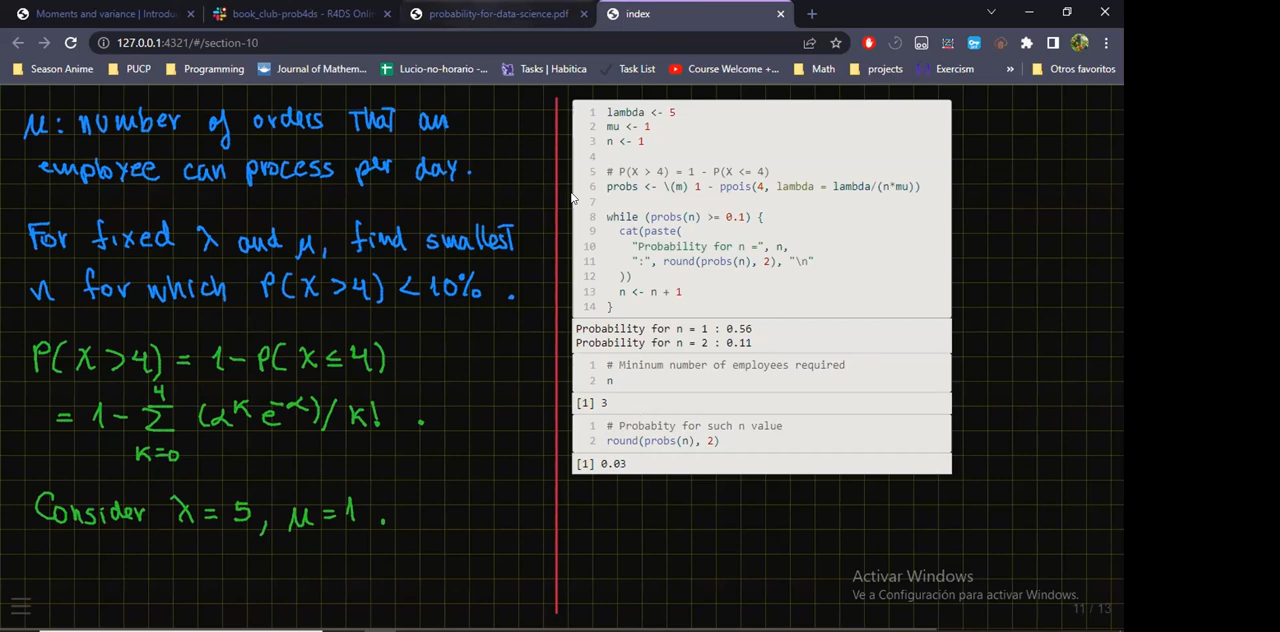 Moments and variance | Introdu
book_club-prob4ds - R4DS Onlin
probability-for-data-science.pdf
index
127.0.0.1:4321/#/section-10
Season Anime
PUCP
Programming
Journal of Mathem...
Lucio-no-horario -...
Tasks | Habitica
Task List
Course Welcome +...
Math
projects
Exercism
»
Otros favoritos
μ: number of orders that an
employee can process per day.
For fixed λ and μ, find smallest
n for which P(X>4) < 10%.
P(X>4) = 1-P(X≤4)
4
= 1- Σ (α^k e^-α)/k! .
k=0
Consider λ = 5, μ = 1.
1 lambda <- 5
2 mu <- 1
3 n <- 1
4
5 # P(X > 4) = 1 - P(X <= 4)
6 probs <- \(m) 1 - ppois(4, lambda = lambda/(n*mu))
7
8 while (probs(n) >= 0.1) {
9 cat(paste(
10 "Probability for n =", n,
11 ":", round(probs(n), 2), "\n"
12 ))
13 n <- n + 1
14 }
Probability for n = 1 : 0.56
Probability for n = 2 : 0.11
1 # Mininum number of employees required
2 n
[1] 3
1 # Probabity for such n value
2 round(probs(n), 2)
[1] 0.03
Activar Windows
Ve a Configuración para activar Windows.
11 / 13